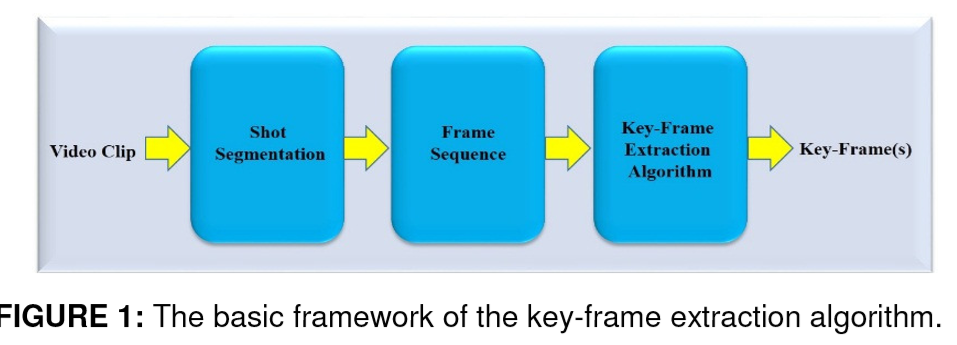 Video Clip
Shot
Segmentation
Frame
Sequence
Key-Frame
Extraction
Algorithm
Key-Frame(s)
FIGURE 1: The basic framework of the key-frame extraction algorithm.